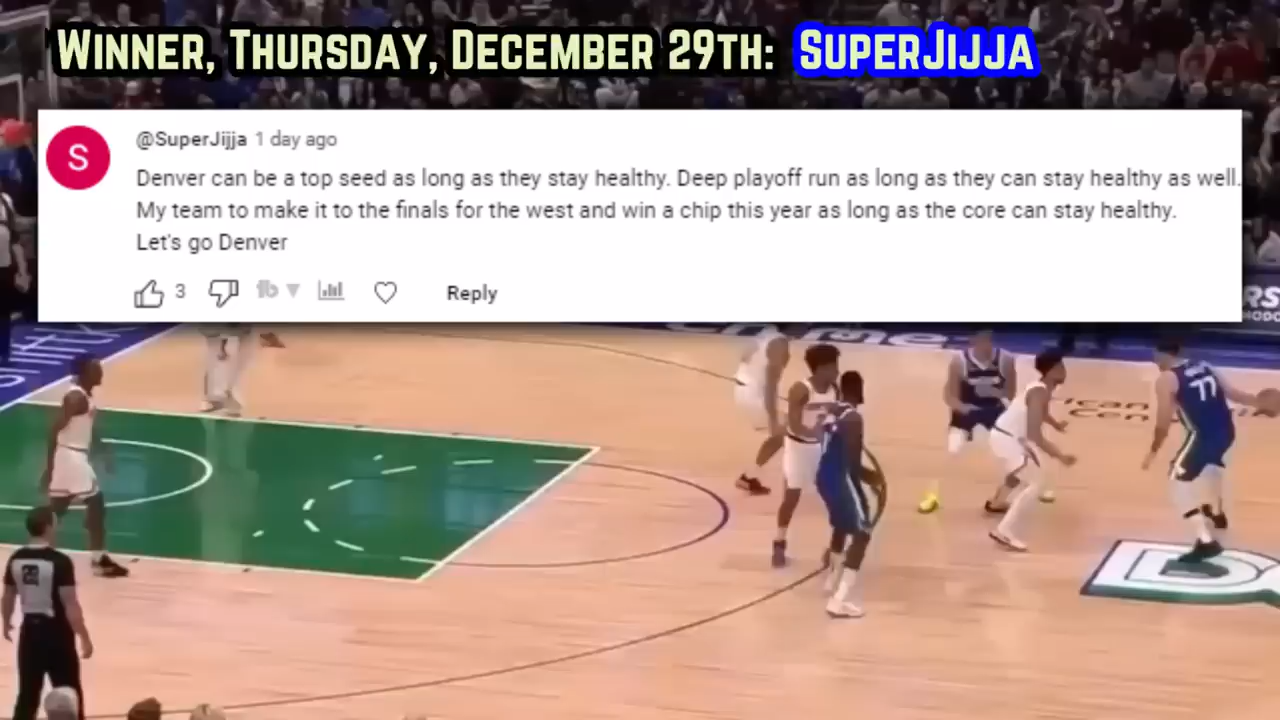 WINNER, THURSDAY, DECEMBER 29TH: SUPERJIJJA
@SuperJijja 1 day ago
S
Denver can be a top seed as long as they stay healthy. Deep playoff run as long as they can stay healthy as well.
My team to make it to the finals for the west and win a chip this year as long as the core can stay healthy.
Let's go Denver
3
Reply
77